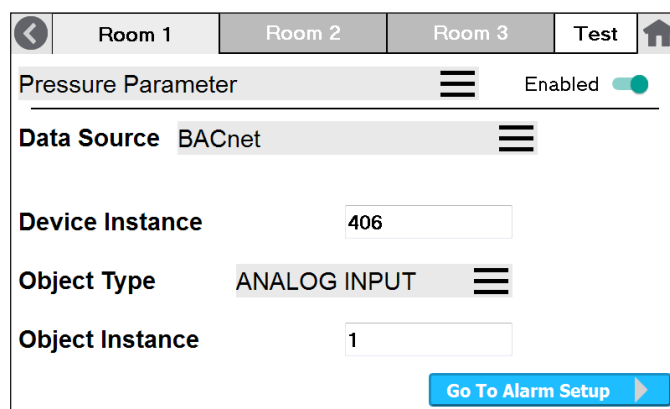 Room 1 Room 2 Room 3 Test
Pressure Parameter Enabled
Data Source BACnet
Device Instance 406
Object Type ANALOG INPUT
Object Instance 1
Go To Alarm Setup